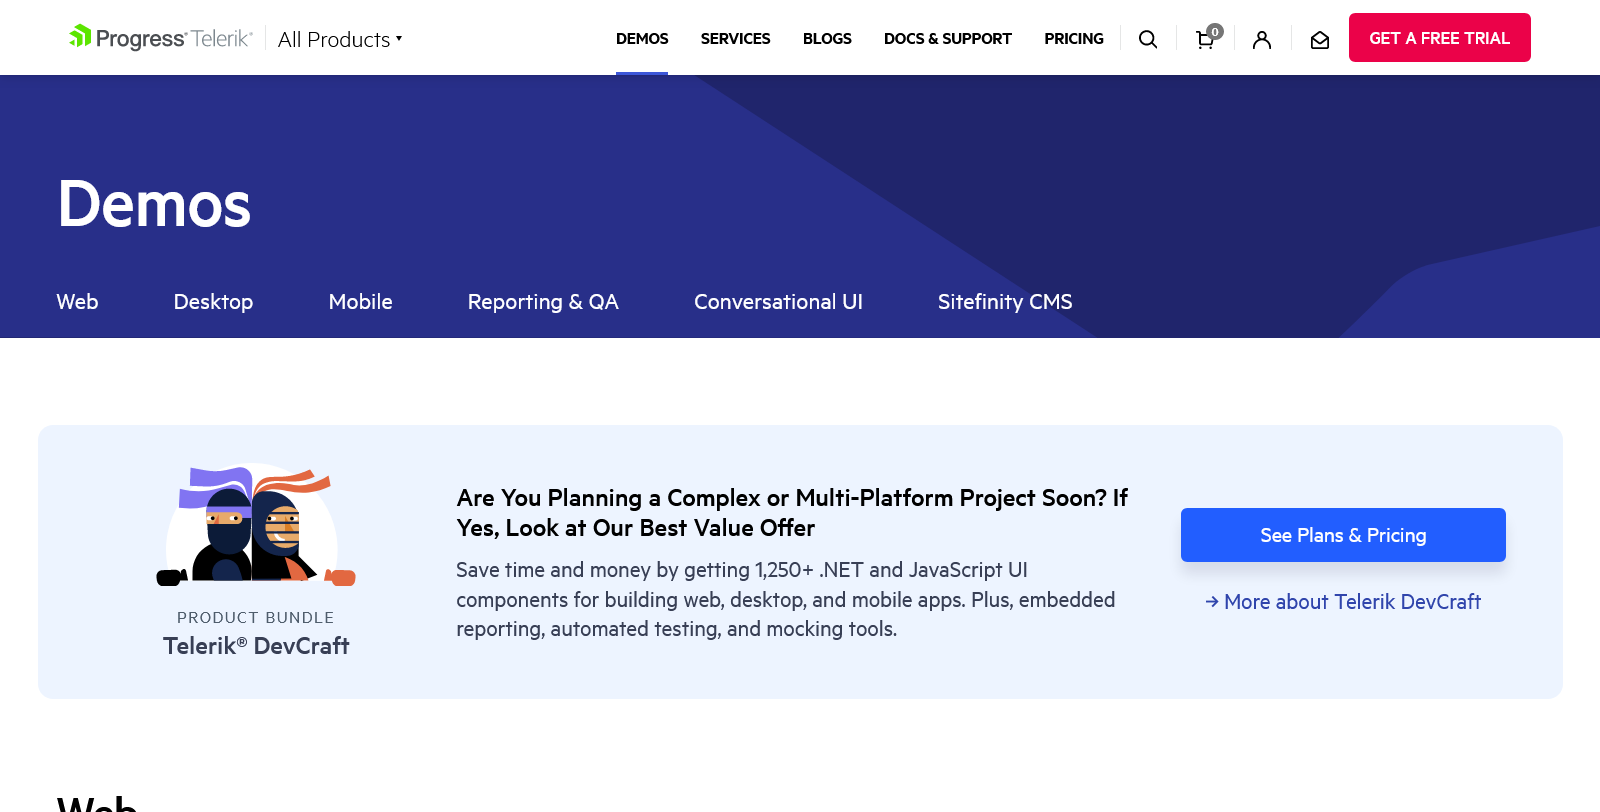 Progress® Telerik®
All Products
DEMOS
SERVICES
BLOGS
DOCS & SUPPORT
PRICING
0
GET A FREE TRIAL
Demos
Web
Desktop
Mobile
Reporting & QA
Conversational UI
Sitefinity CMS
PRODUCT BUNDLE
Telerik® DevCraft
Are You Planning a Complex or Multi-Platform Project Soon? If
Yes, Look at Our Best Value Offer
Save time and money by getting 1,250+ .NET and JavaScript UI
components for building web, desktop, and mobile apps. Plus, embedded
reporting, automated testing, and mocking tools.
See Plans & Pricing
→ More about Telerik DevCraft
Web